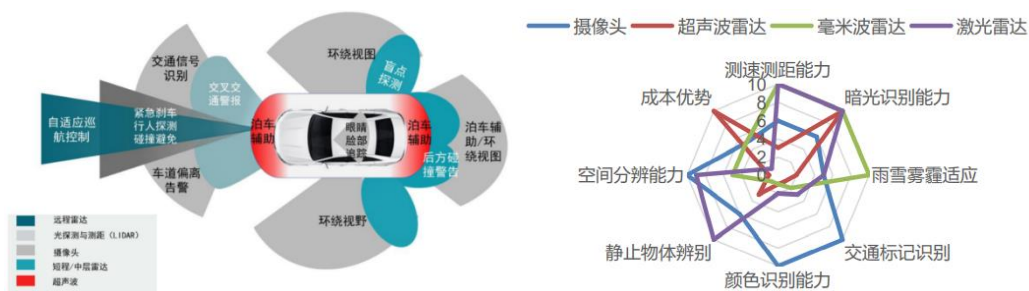 交通信号
识别
环绕视图
盲点
探测
交叉交
通警报
自适应巡
航控制
紧急刹车
行人探测
碰撞避免
泊车
辅助
眼睛
脸部
追踪
泊车
辅助
泊车辅
助/环
绕视图
后方碰
撞警告
车道偏离
告警
环绕视野
远程雷达
光探测与测距（LIDAR）
摄像头
短程/中层雷达
超声波
摄像头 超声波雷达 毫米波雷达 激光雷达
测速测距能力
10
8
6
4
2
0
成本优势
暗光识别能力
空间分辨能力
雨雪雾霾适应
静止物体辨别
交通标记识别
颜色识别能力